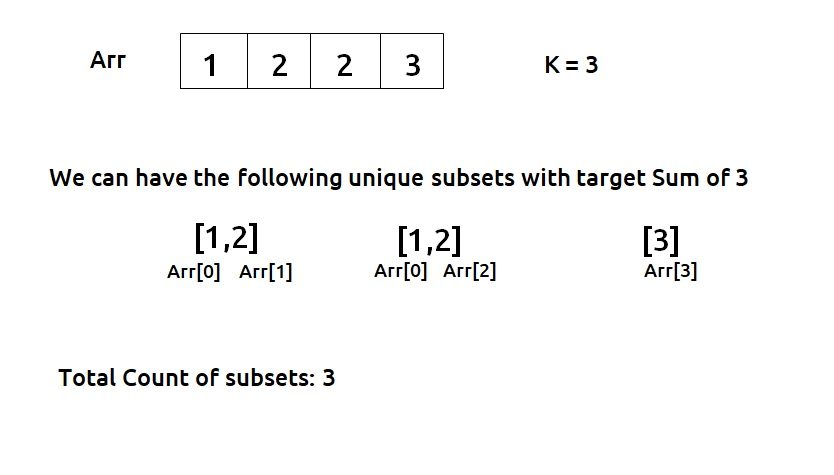 Arr 1 2 2 3 K = 3
We can have the following unique subsets with target Sum of 3
[1,2] [1,2] [3]
Arr[0] Arr[1] Arr[0] Arr[2] Arr[3]
Total Count of subsets: 3